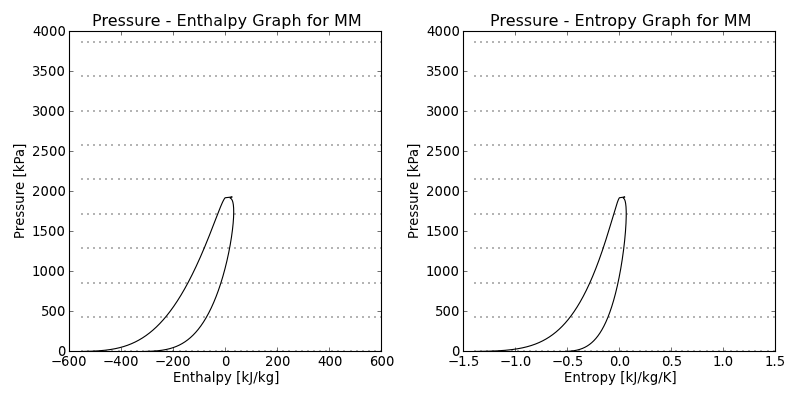 Pressure - Enthalpy Graph for MM
4000
3500
3000
2500
2000
1500
1000
500
0
Pressure [kPa]
−600 −400 −200 0 200 400 600
Enthalpy [kJ/kg]
Pressure - Entropy Graph for MM
4000
3500
3000
2500
2000
1500
1000
500
0
Pressure [kPa]
−1.5 −1.0 −0.5 0.0 0.5 1.0 1.5
Entropy [kJ/kg/K]